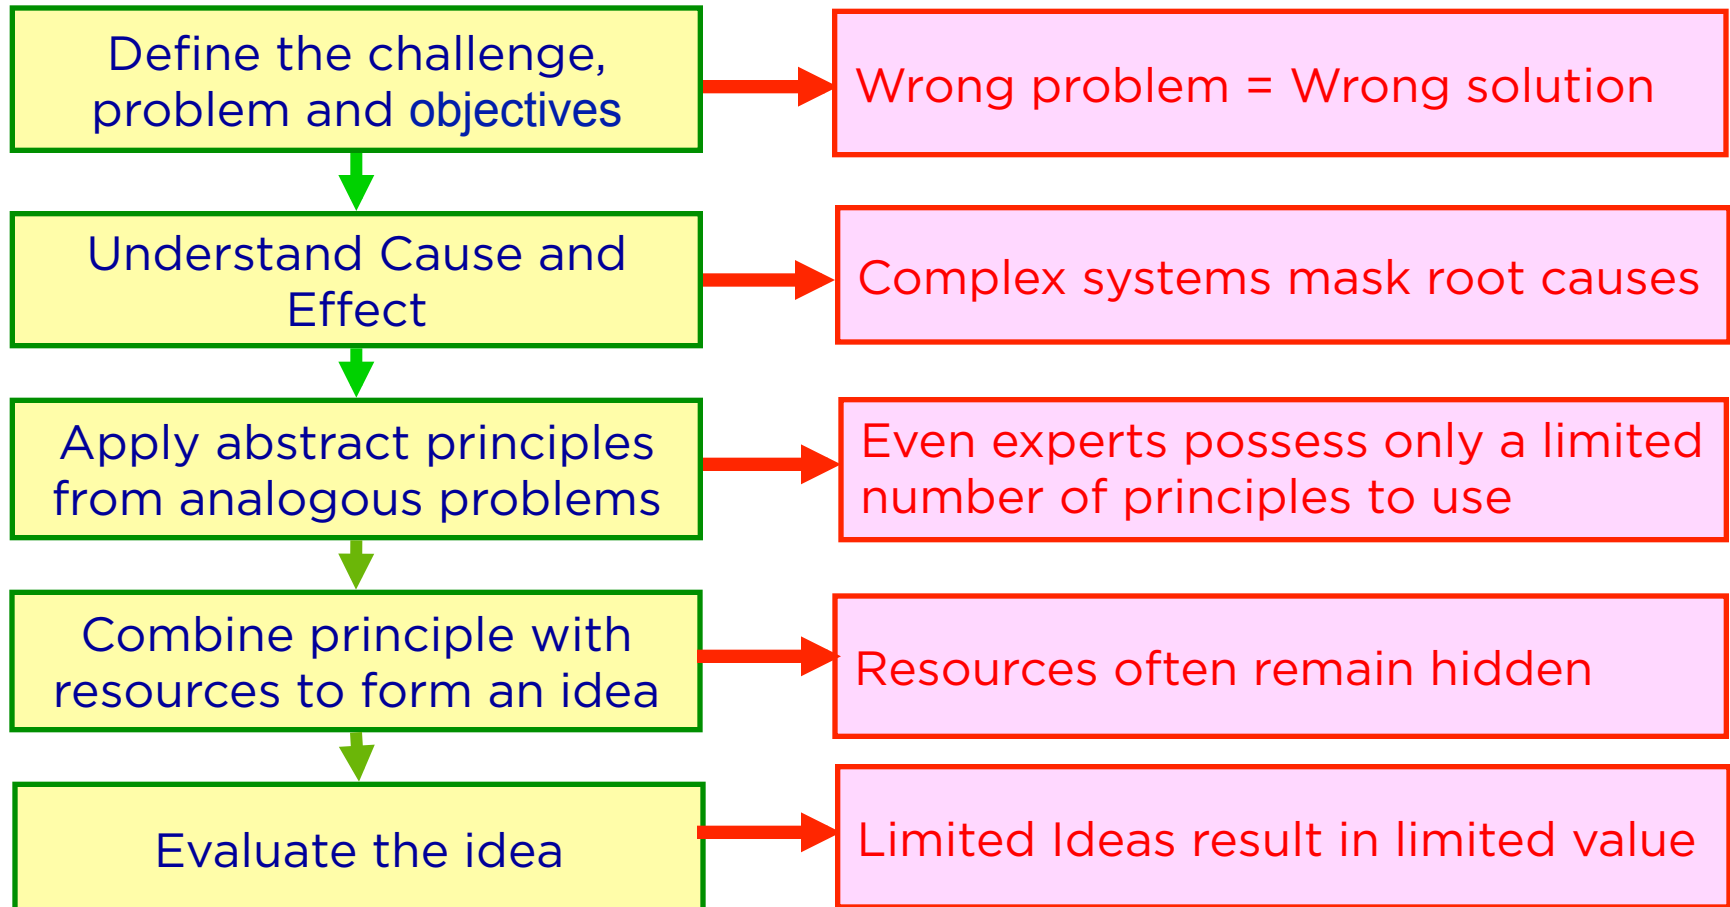 Define the challenge,
problem and objectives
Wrong problem = Wrong solution
Understand Cause and
Effect
Complex systems mask root causes
Apply abstract principles
from analogous problems
Even experts possess only a limited
number of principles to use
Combine principle with
resources to form an idea
Resources often remain hidden
Evaluate the idea
Limited Ideas result in limited value